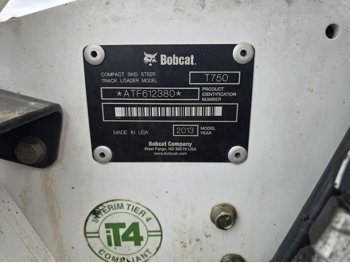 Bobcat.
COMPACT SKID STEER
TRACK LOADER MODEL
T750
*ATF612380*
PRODUCT
IDENTIFICATION
NUMBER
MADE IN USA
2013
MODEL
YEAR
Bobcat Company
West Fargo, ND 58078 USA
www.bobcat.com
INTERIM TIER 4
iT4
COMPLIANT